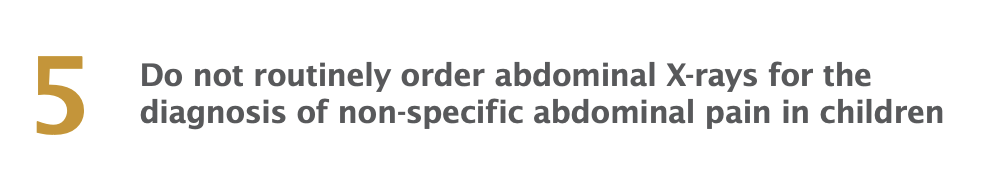 5
Do not routinely order abdominal X-rays for the
diagnosis of non-specific abdominal pain in children